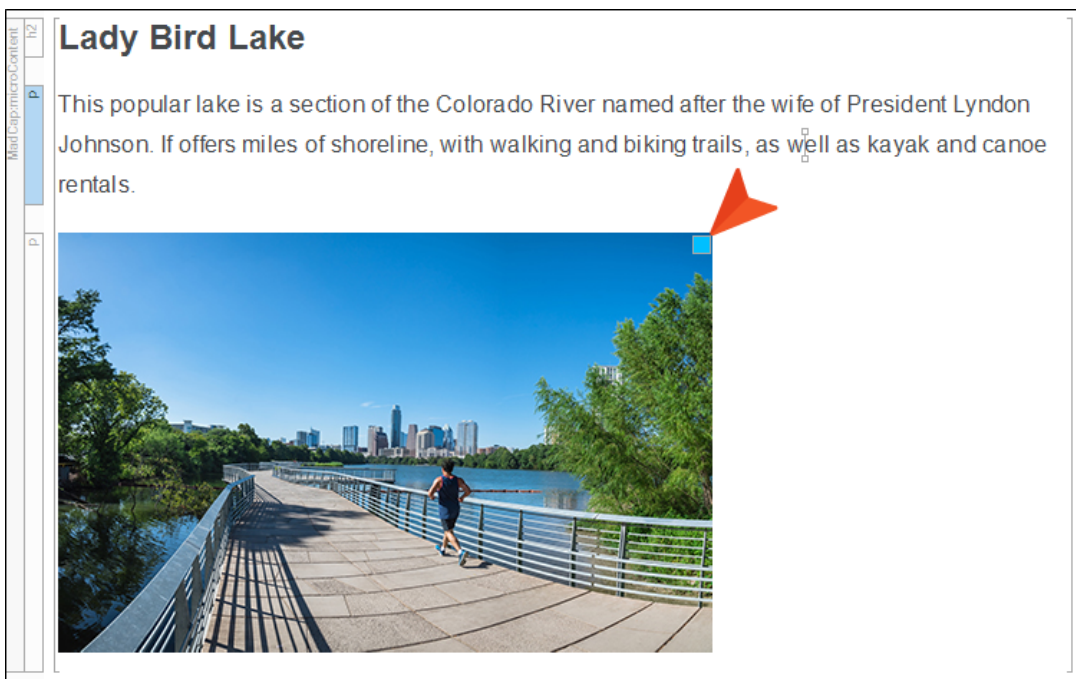 MadCap:microContent
h2
Lady Bird Lake
p
This popular lake is a section of the Colorado River named after the wife of President Lyndon
Johnson. If offers miles of shoreline, with walking and biking trails, as well as kayak and canoe
rentals.
p